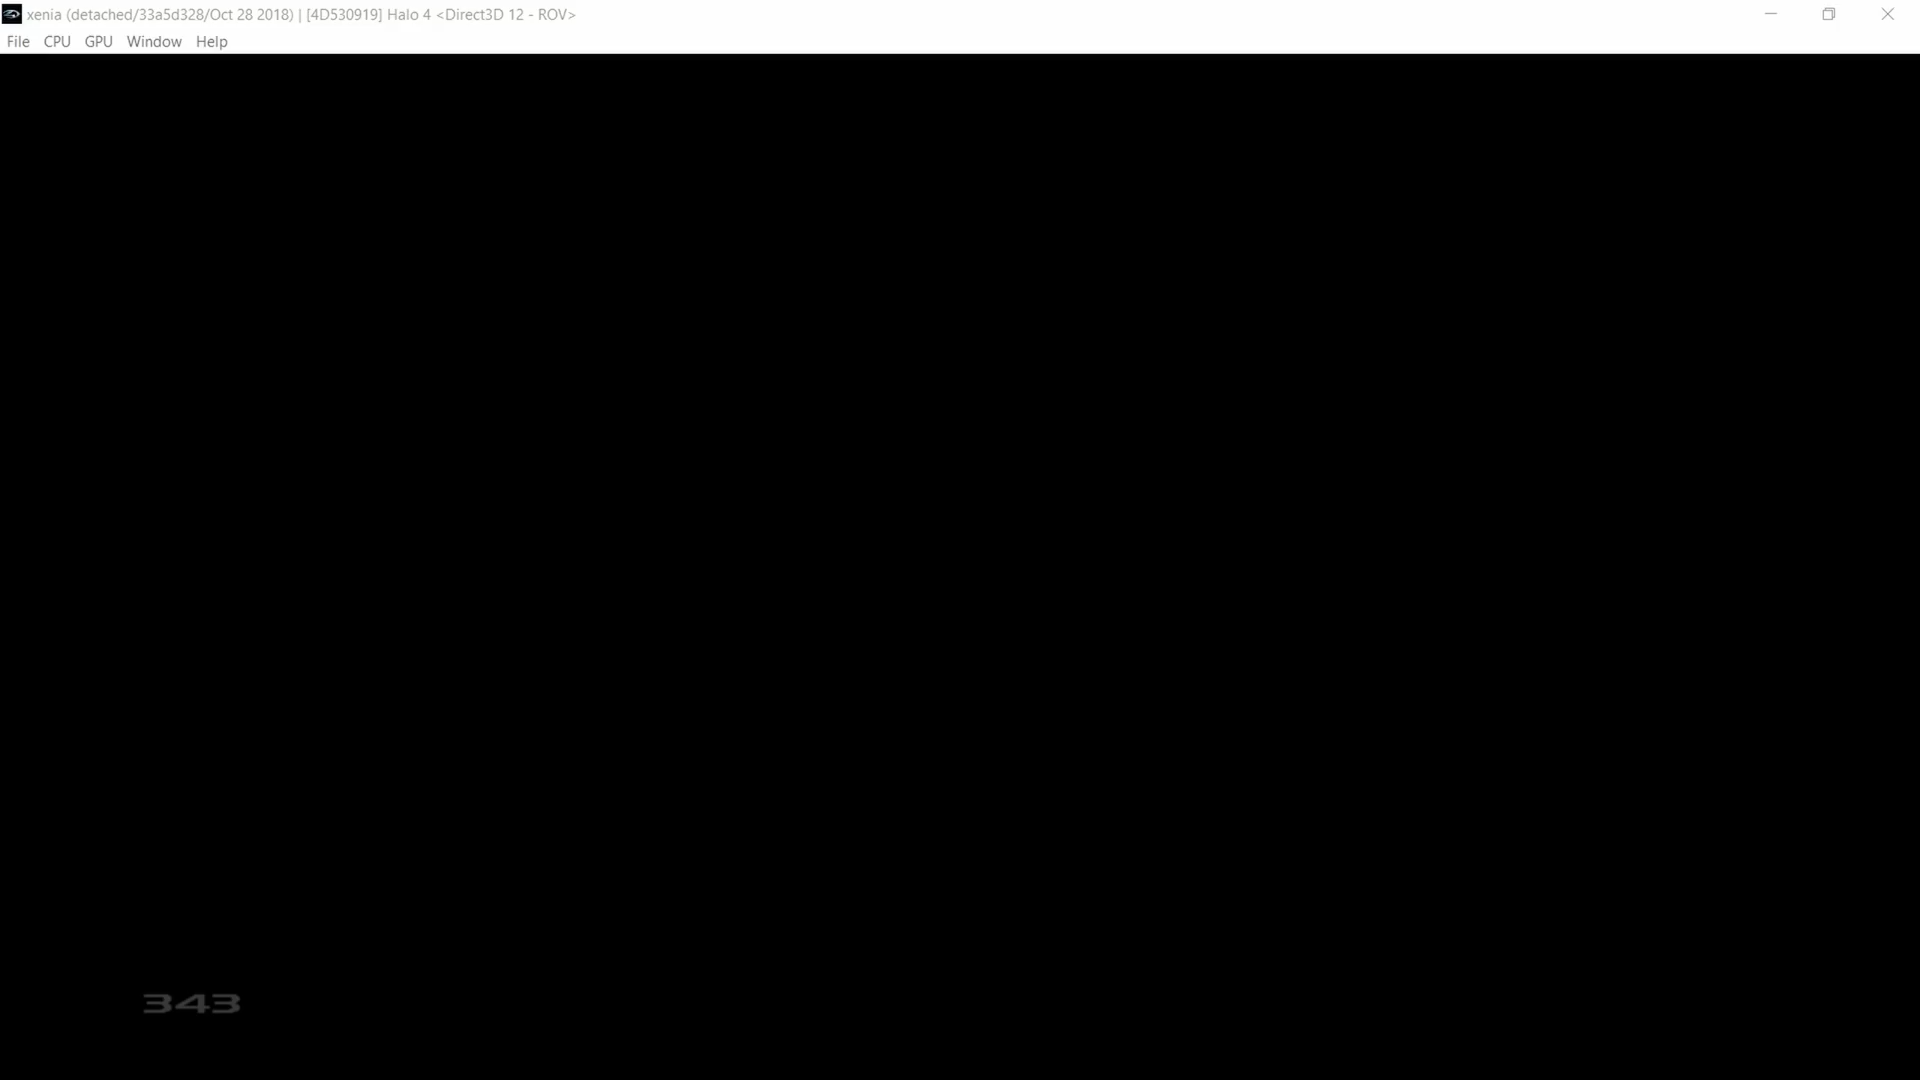 xenia (detached/33a5d328/Oct 28 2018) | [4D530919] Halo 4 <Direct3D 12 - ROV>
File CPU GPU Window Help
343